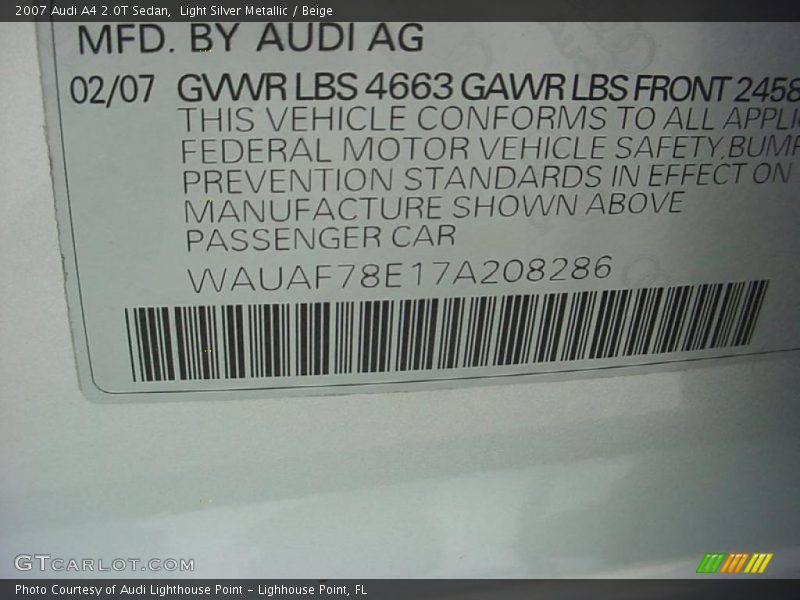 2007 Audi A4 2.0T Sedan, Light Silver Metallic / Beige
MFD. BY AUDI AG
02/07 GVWR LBS 4663 GAWR LBS FRONT 2458
THIS VEHICLE CONFORMS TO ALL APPLI
FEDERAL MOTOR VEHICLE SAFETY, BUMP
PREVENTION STANDARDS IN EFFECT ON
MANUFACTURE SHOWN ABOVE
PASSENGER CAR
WAUAF78E17A208286
GTCARLOT.COM
Photo Courtesy of Audi Lighthouse Point - Lighhouse Point, FL